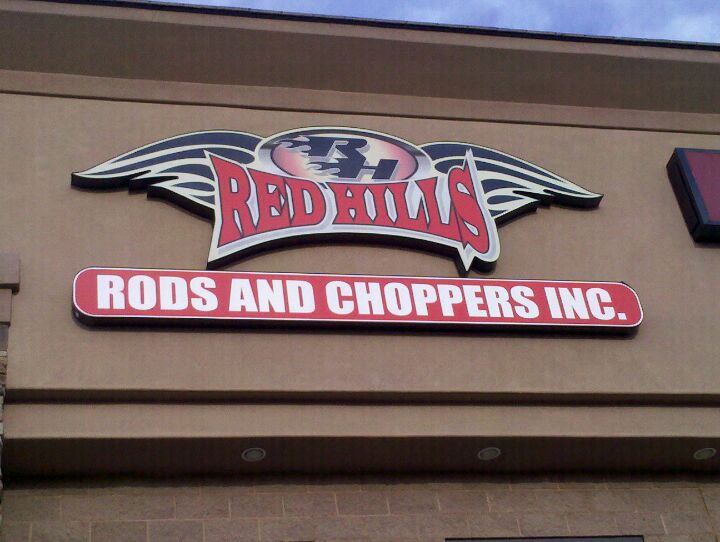 RH
RED HILLS
RODS AND CHOPPERS INC.